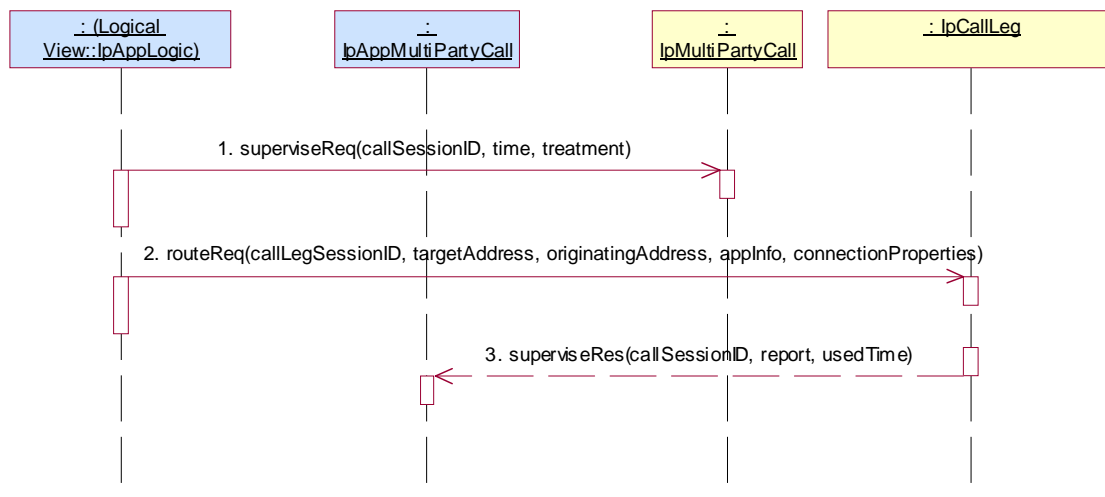 : (Logical
View::IpAppLogic)
:
IpAppMultiPartyCall
:
IpMultiPartyCall
: IpCallLeg
1. superviseReq(callSessionID, time, treatment)
2. routeReq(callLegSessionID, targetAddress, originatingAddress, appInfo, connectionProperties)
3. superviseRes(callSessionID, report, usedTime)